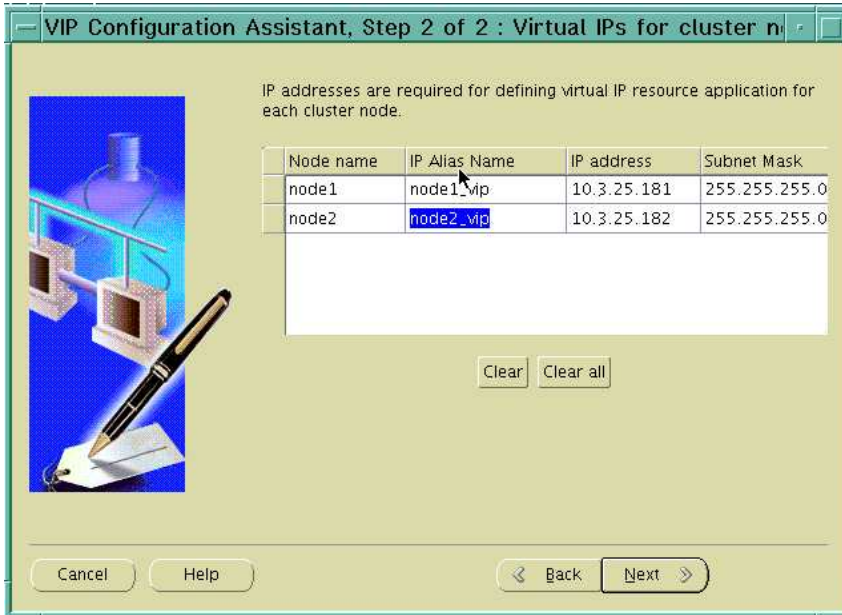 VIP Configuration Assistant, Step 2 of 2 : Virtual IPs for cluster
IP addresses are required for defining virtual IP resource application for
each cluster node.
Node name IP Alias Name IP address Subnet Mask
node1 node1_vip 10.3.25.181 255.255.255.0
node2 node2_vip 10.3.25.182 255.255.255.0
Clear Clear all
Cancel Help Back Next